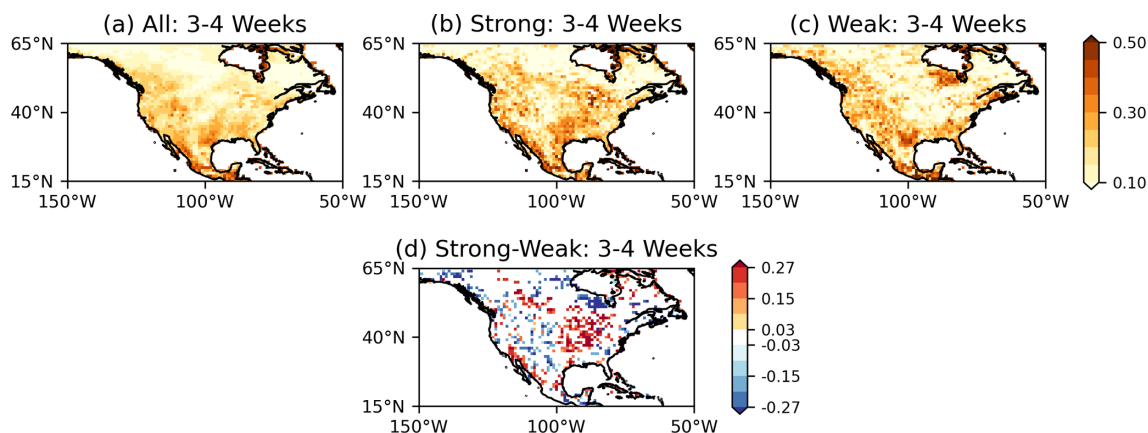 (a) All: 3-4 Weeks
(b) Strong: 3-4 Weeks
(c) Weak: 3-4 Weeks
65°N
65°N
65°N
0.50
40°N
40°N
40°N
0.30
15°N
15°N
15°N
0.10
150°W
100°W
50°W
150°W
100°W
50°W
150°W
100°W
50°W
(d) Strong-Weak: 3-4 Weeks
65°N
40°N
15°N
150°W
100°W
50°W
0.27
0.15
0.03
-0.03
-0.15
-0.27